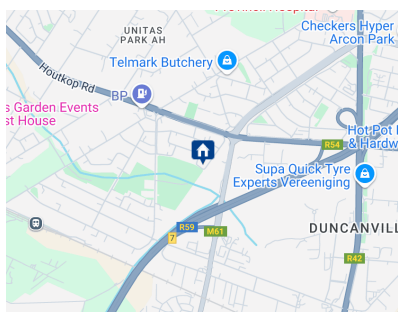 UNITAS
PARK AH
Checkers Hyper
Arcon Park
Telmark Butchery
Houtkop Rd
BP
s Garden Events
st House
R54
Hot Pot
& Hardw
Supa Quick Tyre
Experts Vereeniging
R59
M61
7
DUNCANVILL
R42